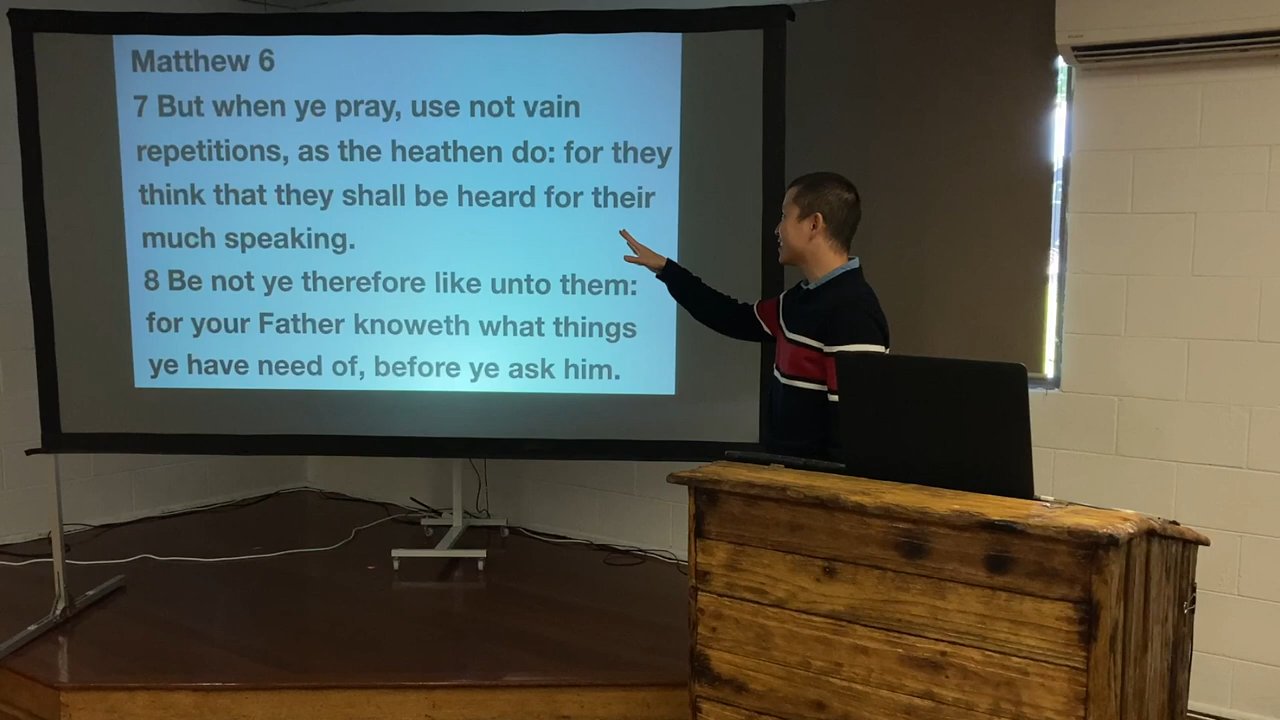 Matthew 6
7 But when ye pray, use not vain
repetitions, as the heathen do: for they
think that they shall be heard for their
much speaking.
8 Be not ye therefore like unto them:
for your Father knoweth what things
ye have need of, before ye ask him.